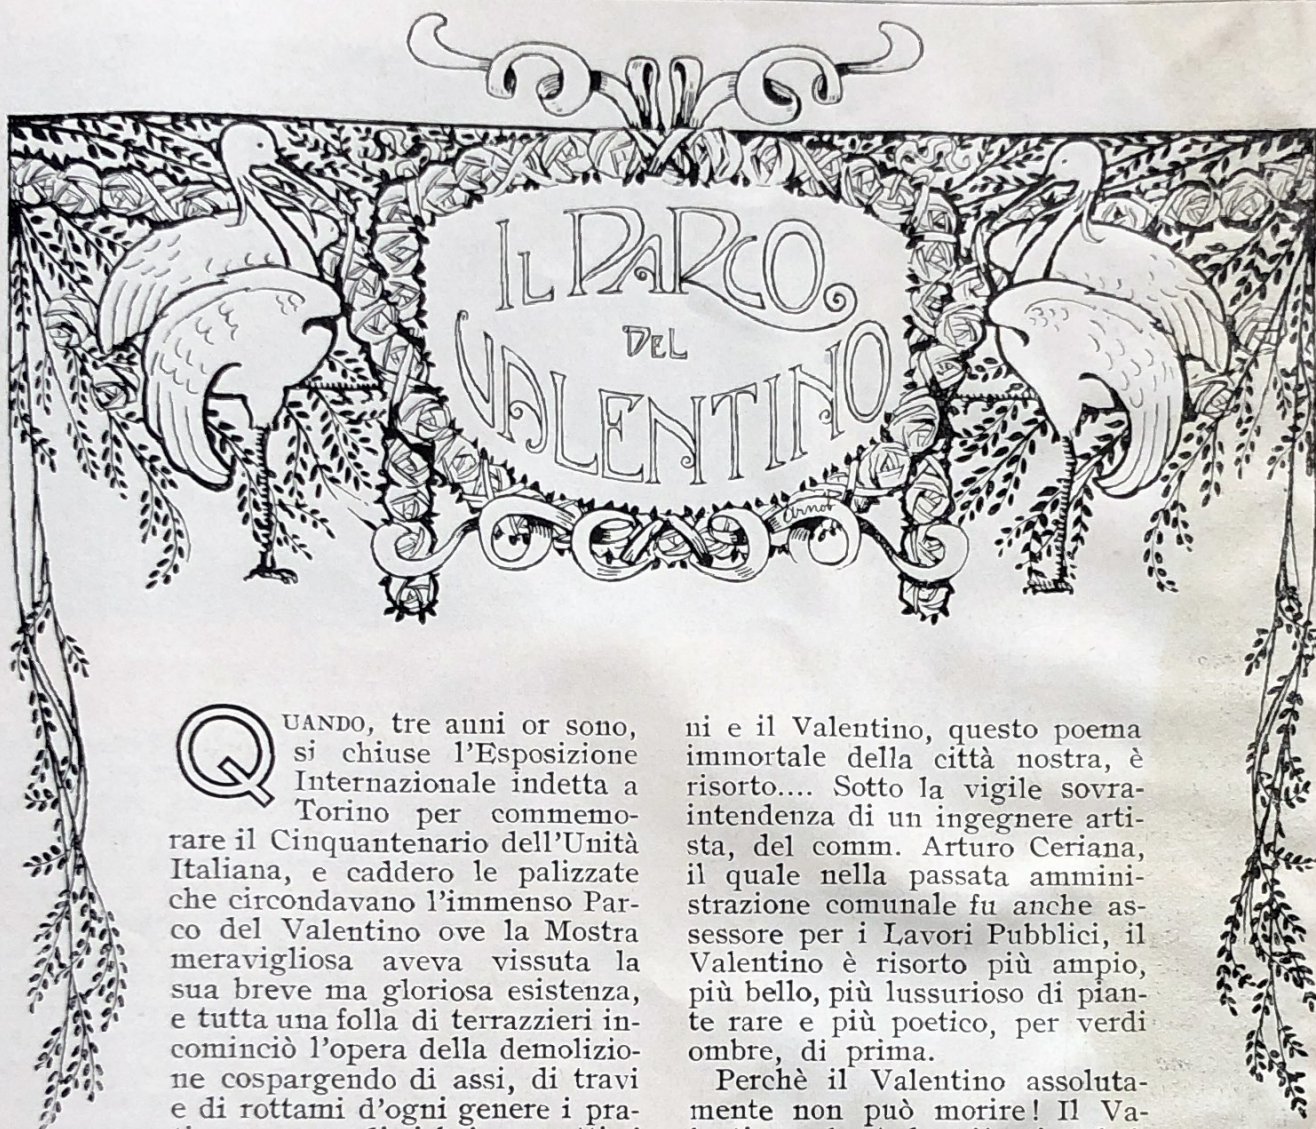 IL PARCO
DEL
VALENTINO
Arnol
QUANDO, tre anni or sono,
si chiuse l'Esposizione
Internazionale indetta a
Torino per commemo-
rare il Cinquantenario dell'Unità
Italiana, e caddero le palizzate
che circondavano l'immenso Par-
co del Valentino ove la Mostra
meravigliosa aveva vissuta la
sua breve ma gloriosa esistenza,
e tutta una folla di terrazzieri in-
cominciò l'opera della demolizio-
ne cospargendo di assi, di travi
e di rottami d'ogni genere i pra-
ni e il Valentino, questo poema
immortale della città nostra, è
risorto.... Sotto la vigile sovra-
intendenza di un ingegnere arti-
sta, del comm. Arturo Ceriana,
il quale nella passata ammini-
strazione comunale fu anche as-
sessore per i Lavori Pubblici, il
Valentino è risorto più ampio,
più bello, più lussurioso di pian-
te rare e più poetico, per verdi
ombre, di prima.
Perchè il Valentino assoluta-
mente non può morire! Il Va-